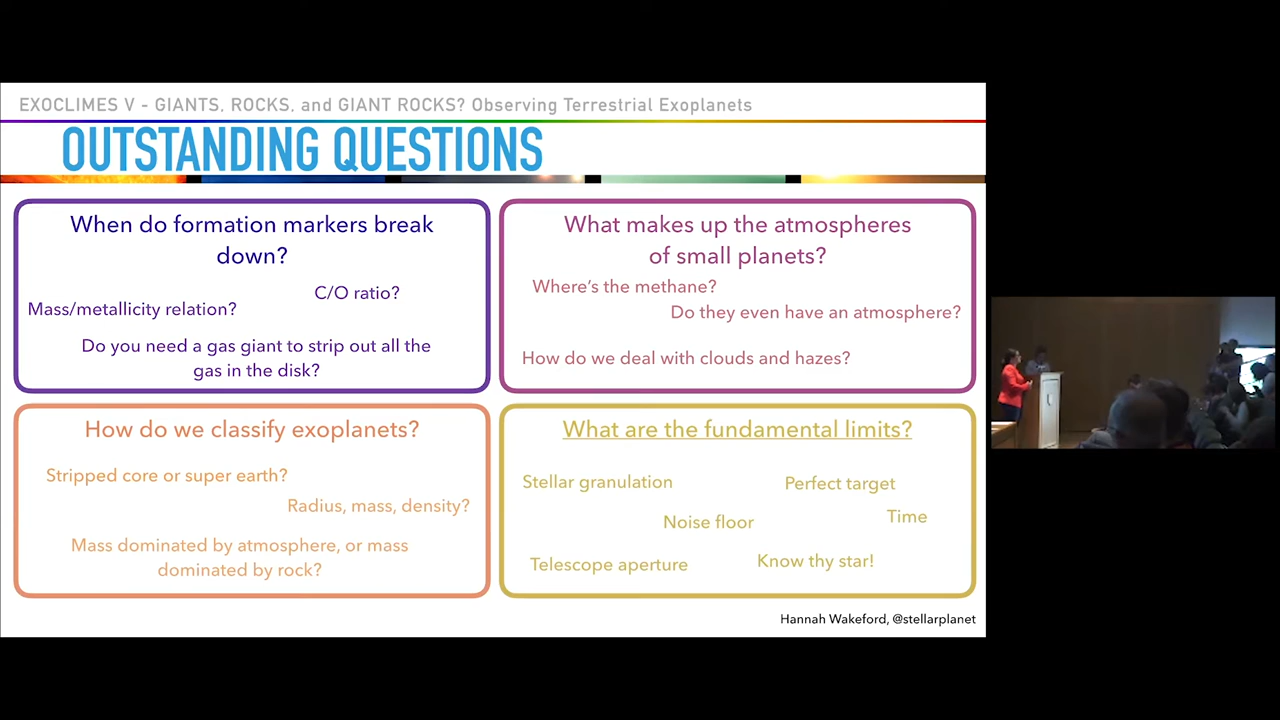 EXOCLIMES V - GIANTS, ROCKS, and GIANT ROCKS? Observing Terrestrial Exoplanets
OUTSTANDING QUESTIONS
When do formation markers break
down?
C/O ratio?
Mass/metallicity relation?
Do you need a gas giant to strip out all the
gas in the disk?
What makes up the atmospheres
of small planets?
Where's the methane?
Do they even have an atmosphere?
How do we deal with clouds and hazes?
How do we classify exoplanets?
Stripped core or super earth?
Radius, mass, density?
Mass dominated by atmosphere, or mass
dominated by rock?
What are the fundamental limits?
Stellar granulation
Perfect target
Noise floor
Time
Telescope aperture
Know thy star!
Hannah Wakeford, @stellarplanet